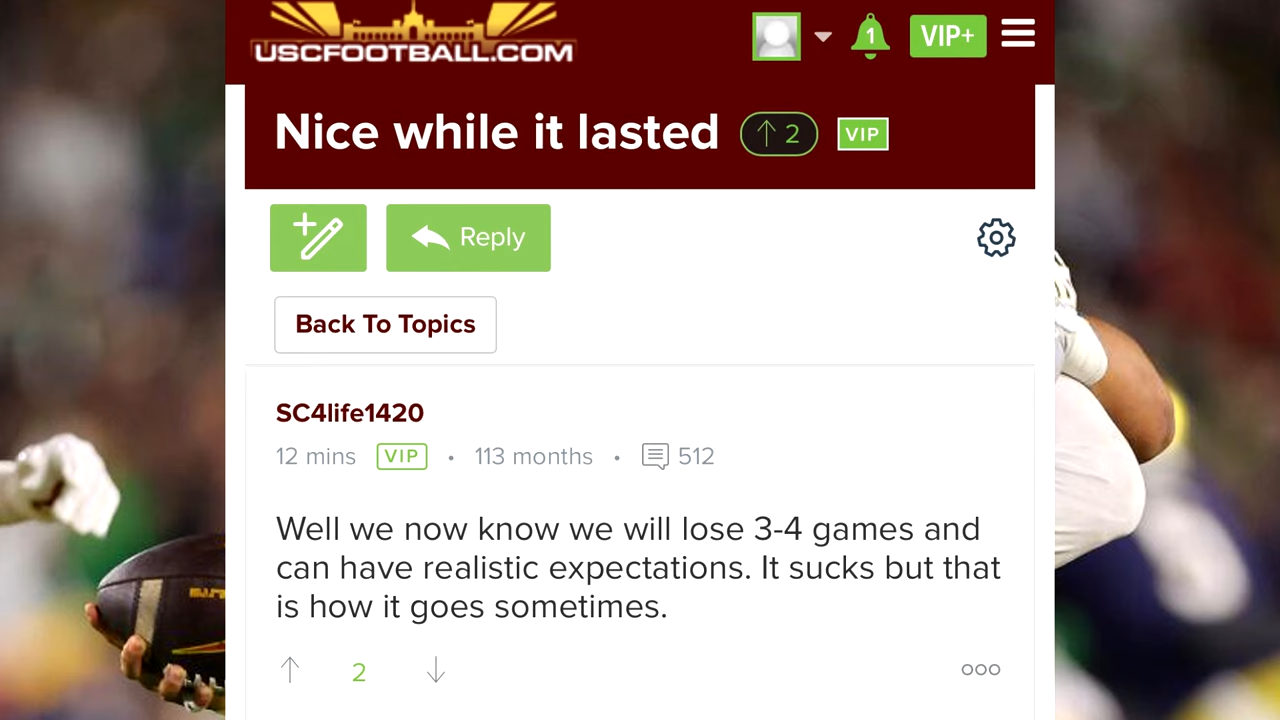 USCFOOTBALL.COM
1
VIP+
Nice while it lasted
2
VIP
Reply
Back To Topics
SC4life1420
12 mins VIP • 113 months • 512
Well we now know we will lose 3-4 games and
can have realistic expectations. It sucks but that
is how it goes sometimes.
2